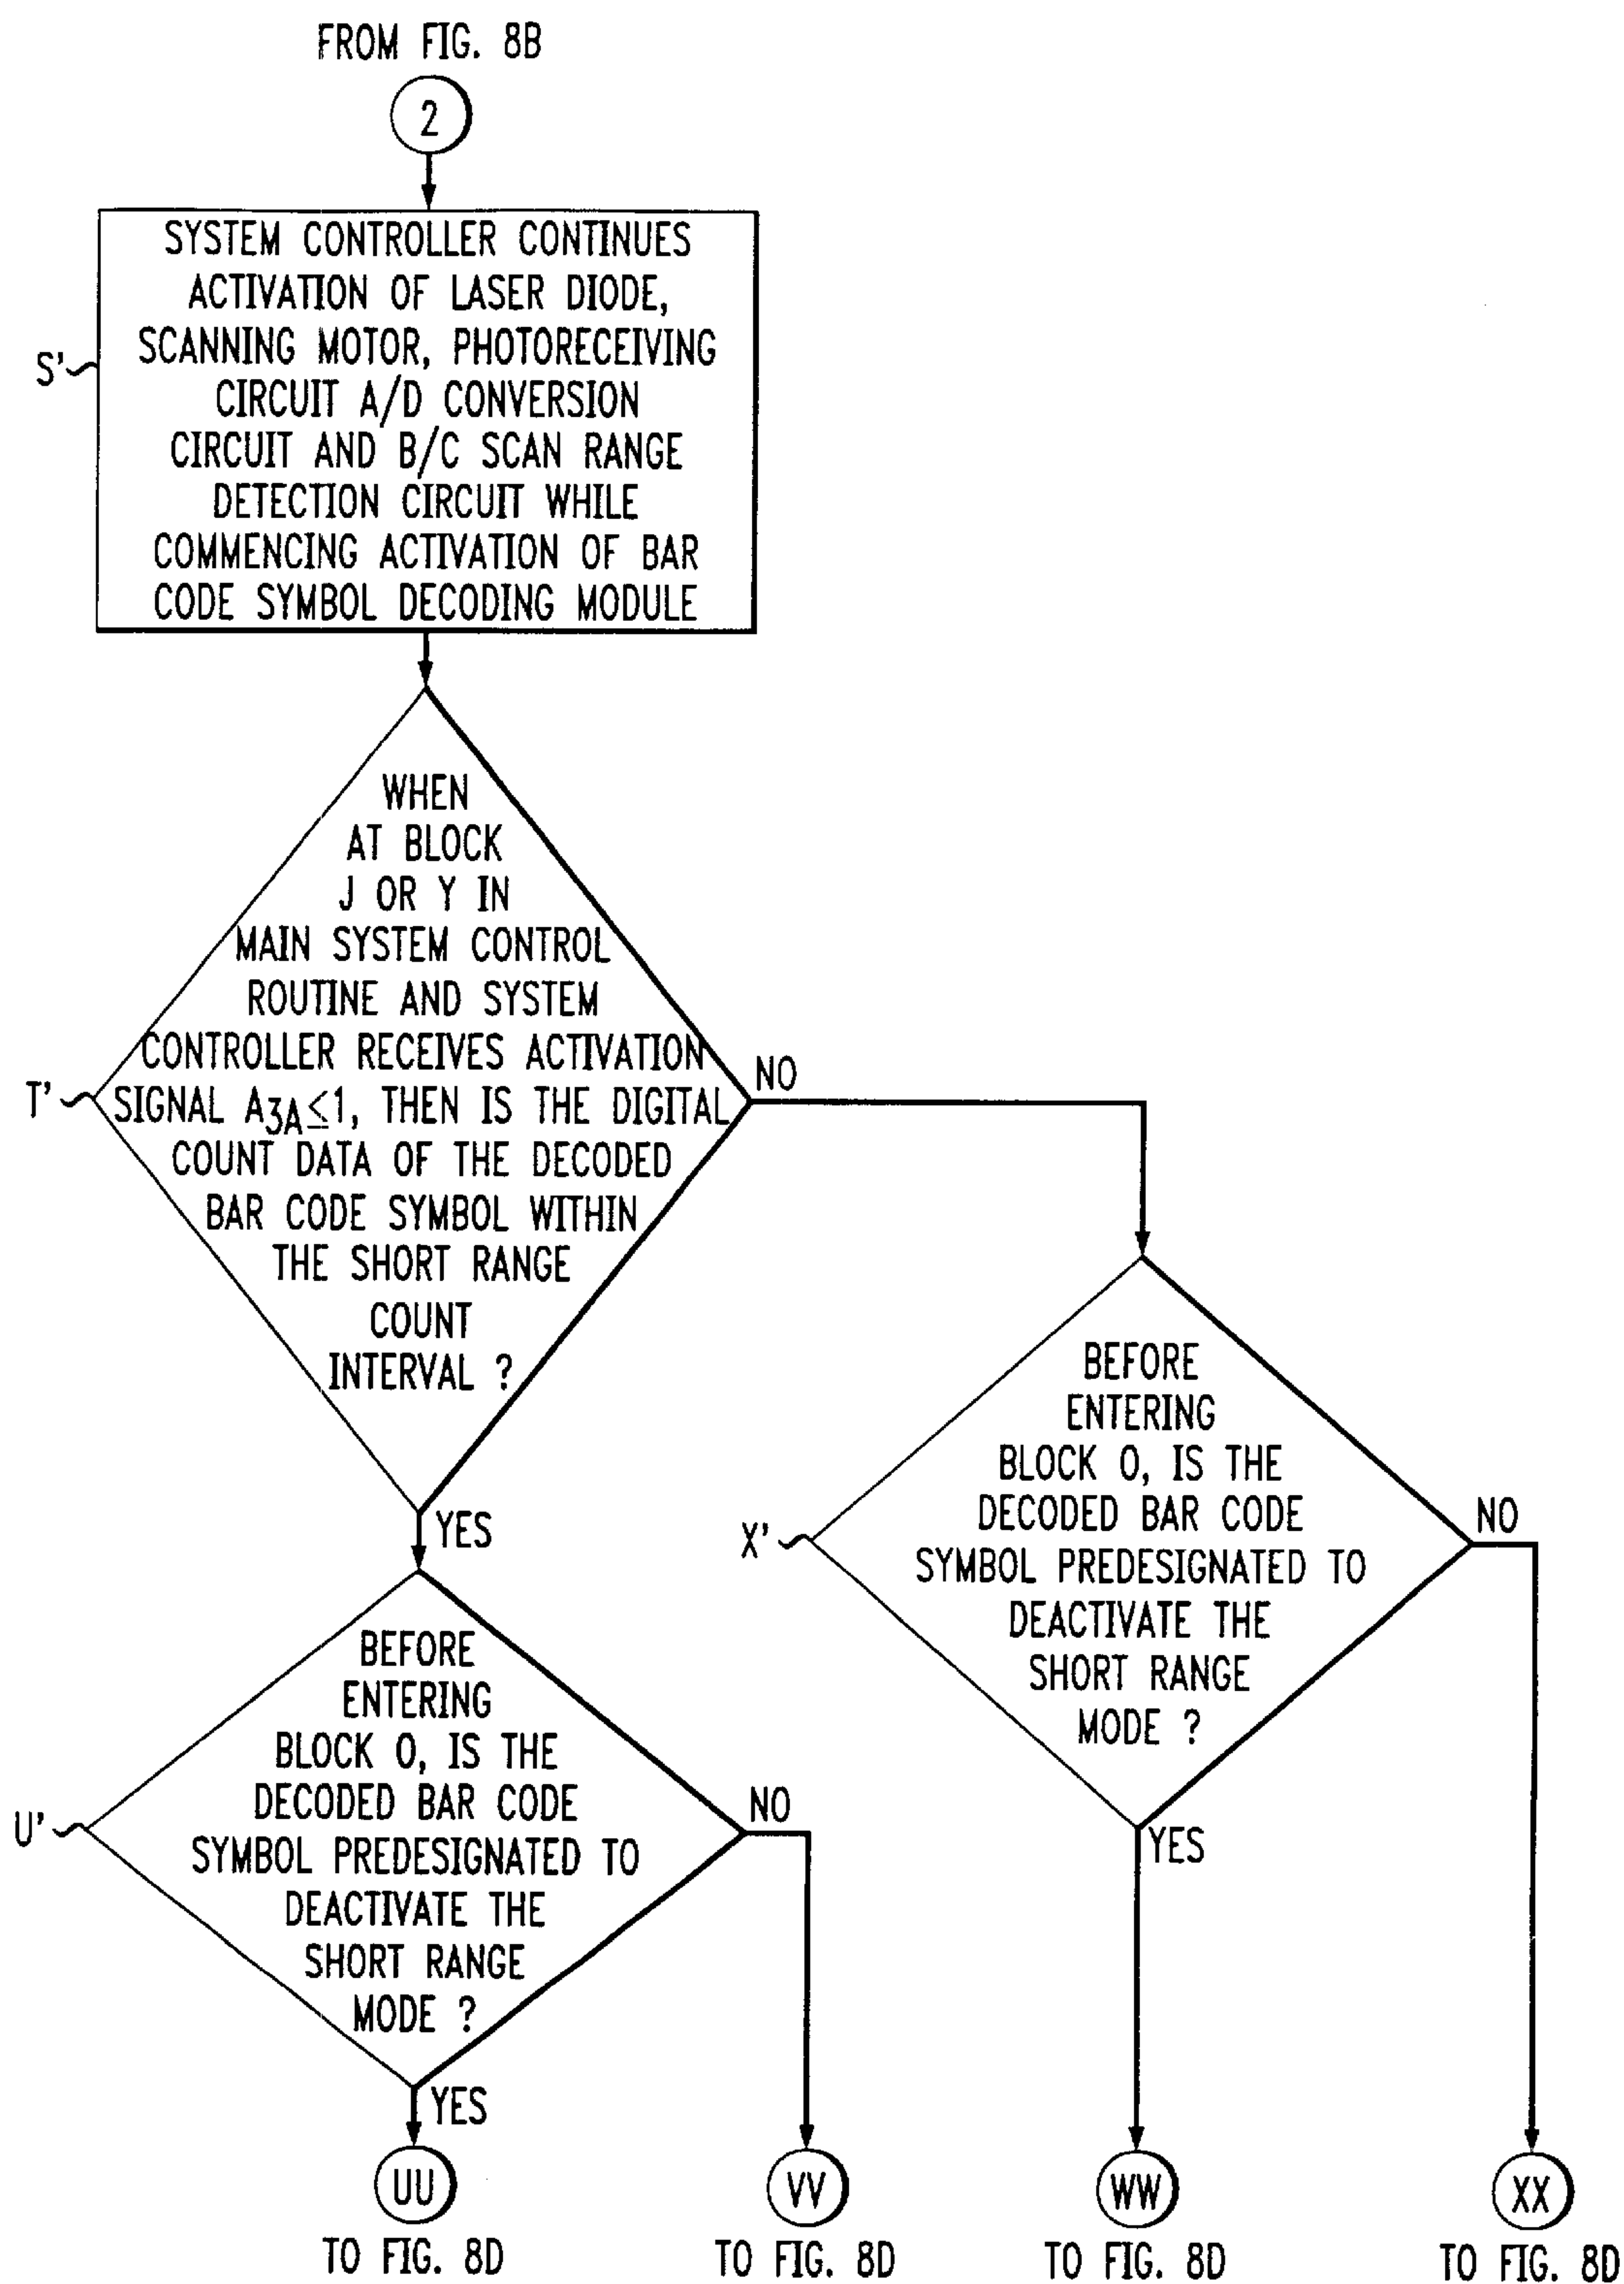 FROM FIG. 8B
2
SYSTEM CONTROLLER CONTINUES
ACTIVATION OF LASER DIODE,
SCANNING MOTOR, PHOTORECEIVING
CIRCUIT A/D CONVERSION
CIRCUIT AND B/C SCAN RANGE
DETECTION CIRCUIT WHILE
COMMENCING ACTIVATION OF BAR
CODE SYMBOL DECODING MODULE
S'
WHEN
AT BLOCK
J OR Y IN
MAIN SYSTEM CONTROL
ROUTINE AND SYSTEM
CONTROLLER RECEIVES ACTIVATION
SIGNAL A3A≤1, THEN IS THE DIGITAL
COUNT DATA OF THE DECODED
BAR CODE SYMBOL WITHIN
THE SHORT RANGE
COUNT
INTERVAL ?
T'
NO
YES
BEFORE
ENTERING
BLOCK O, IS THE
DECODED BAR CODE
SYMBOL PREDESIGNATED TO
DEACTIVATE THE
SHORT RANGE
MODE ?
X'
NO
YES
BEFORE
ENTERING
BLOCK O, IS THE
DECODED BAR CODE
SYMBOL PREDESIGNATED TO
DEACTIVATE THE
SHORT RANGE
MODE ?
U'
NO
YES
UU
TO FIG. 8D
VV
TO FIG. 8D
WW
TO FIG. 8D
XX
TO FIG. 8D